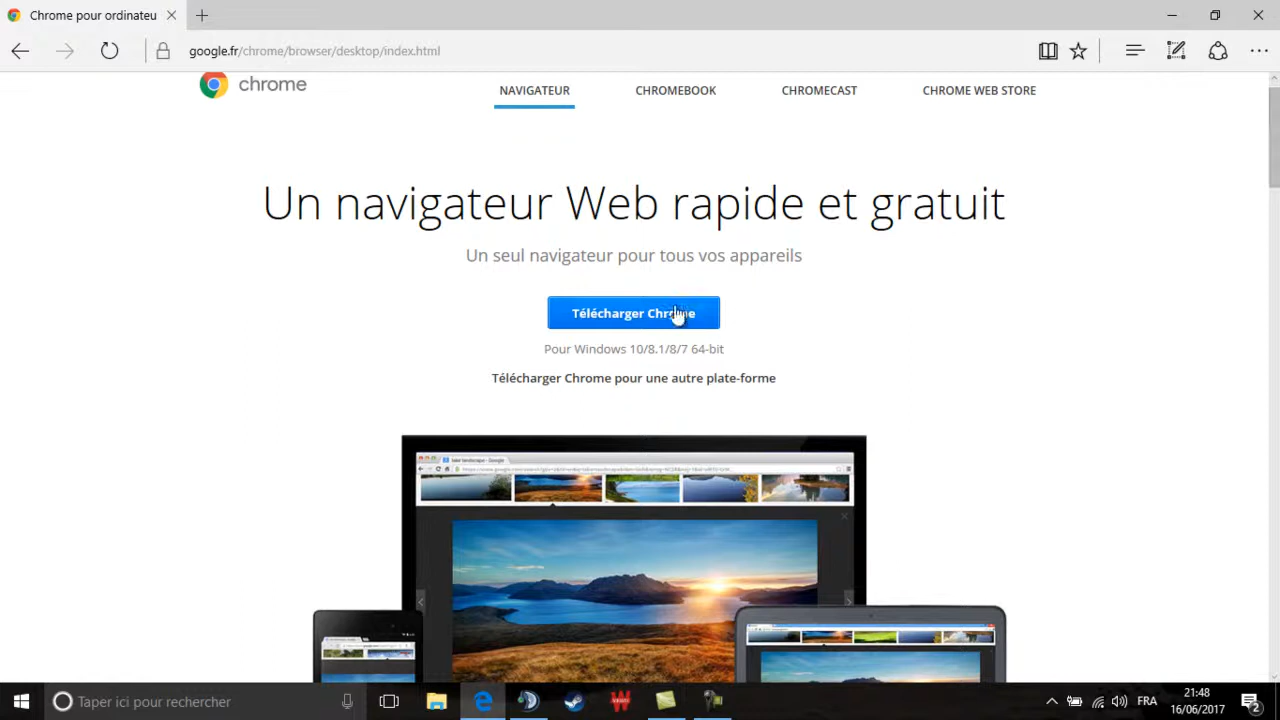 Chrome pour ordinateu
google.fr/chrome/browser/desktop/index.html
chrome
NAVIGATEUR
CHROMEBOOK
CHROMECAST
CHROME WEB STORE
Un navigateur Web rapide et gratuit
Un seul navigateur pour tous vos appareils
Télécharger Chrome
Pour Windows 10/8.1/8/7 64-bit
Télécharger Chrome pour une autre plate-forme
Taper ici pour rechercher
FRA
21:48
16/06/2017
2